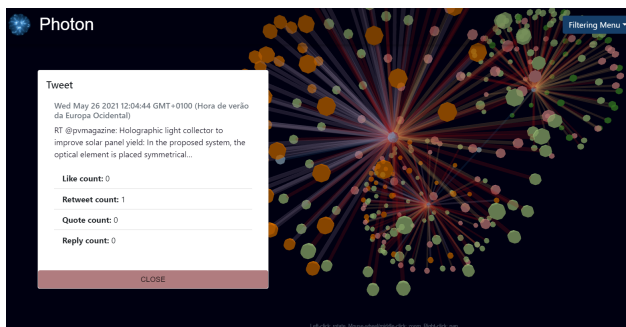 Photon
Filtering Menu
Tweet
Wed May 26 2021 12:04:44 GMT+0100 (Hora de verão
da Europa Ocidental)
RT @pvmagazine: Holographic light collector to
improve solar panel yield: In the proposed system, the
optical element is placed symmetrical...
Like count: 0
Retweet count: 1
Quote count: 0
Reply count: 0
CLOSE